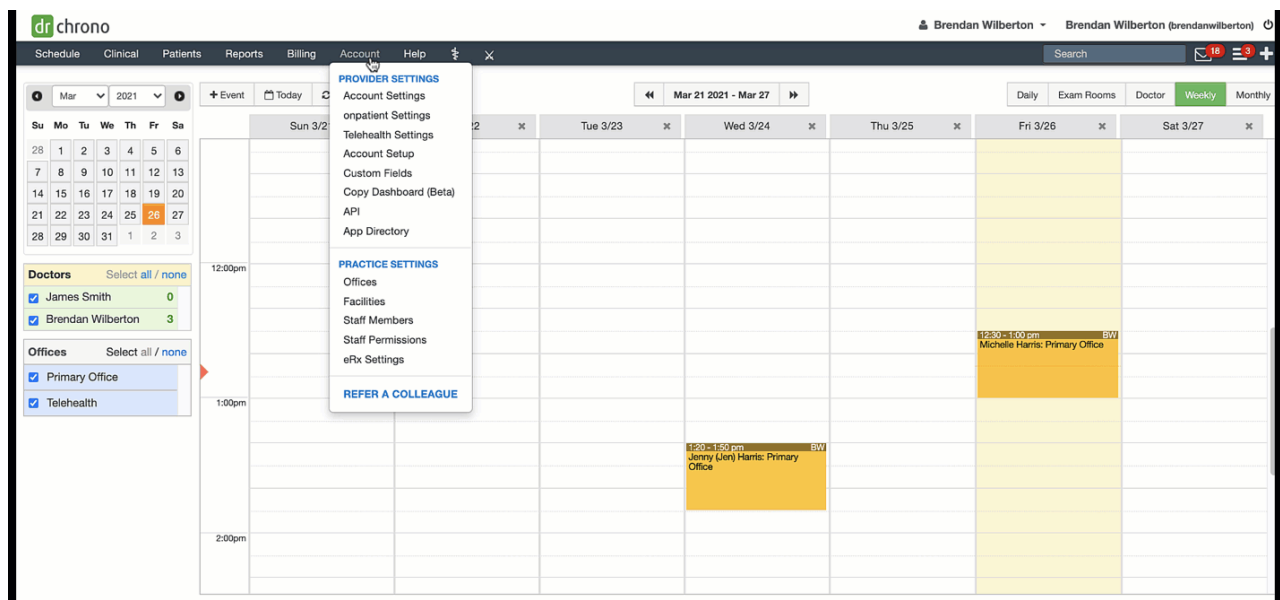 dr chrono
Brendan Wilberton
Brendan Wilberton (brendanwilberton)
Schedule Clinical Patients Reports Billing Account Help
Search
18
3
Mar 2021
+ Event
Today
Mar 21 2021 - Mar 27
Daily Exam Rooms Doctor Weekly Monthly
Su Mo Tu We Th Fr Sa
28 1 2 3 4 5 6
7 8 9 10 11 12 13
14 15 16 17 18 19 20
21 22 23 24 25 26 27
28 29 30 31 1 2 3
Doctors Select all / none
James Smith 0
Brendan Wilberton 3
Offices Select all / none
Primary Office
Telehealth
PROVIDER SETTINGS
Account Settings
onpatient Settings
Telehealth Settings
Account Setup
Custom Fields
Copy Dashboard (Beta)
API
App Directory
PRACTICE SETTINGS
Offices
Facilities
Staff Members
Staff Permissions
eRx Settings
REFER A COLLEAGUE
Sun 3/2
2 Tue 3/23 Wed 3/24 Thu 3/25 Fri 3/26 Sat 3/27
12:00pm
1:00pm
2:00pm
1:20 - 1:50 pm BW
Jenny (Jen) Harris: Primary
Office
12:30 - 1:00 pm BW
Michelle Harris: Primary Office